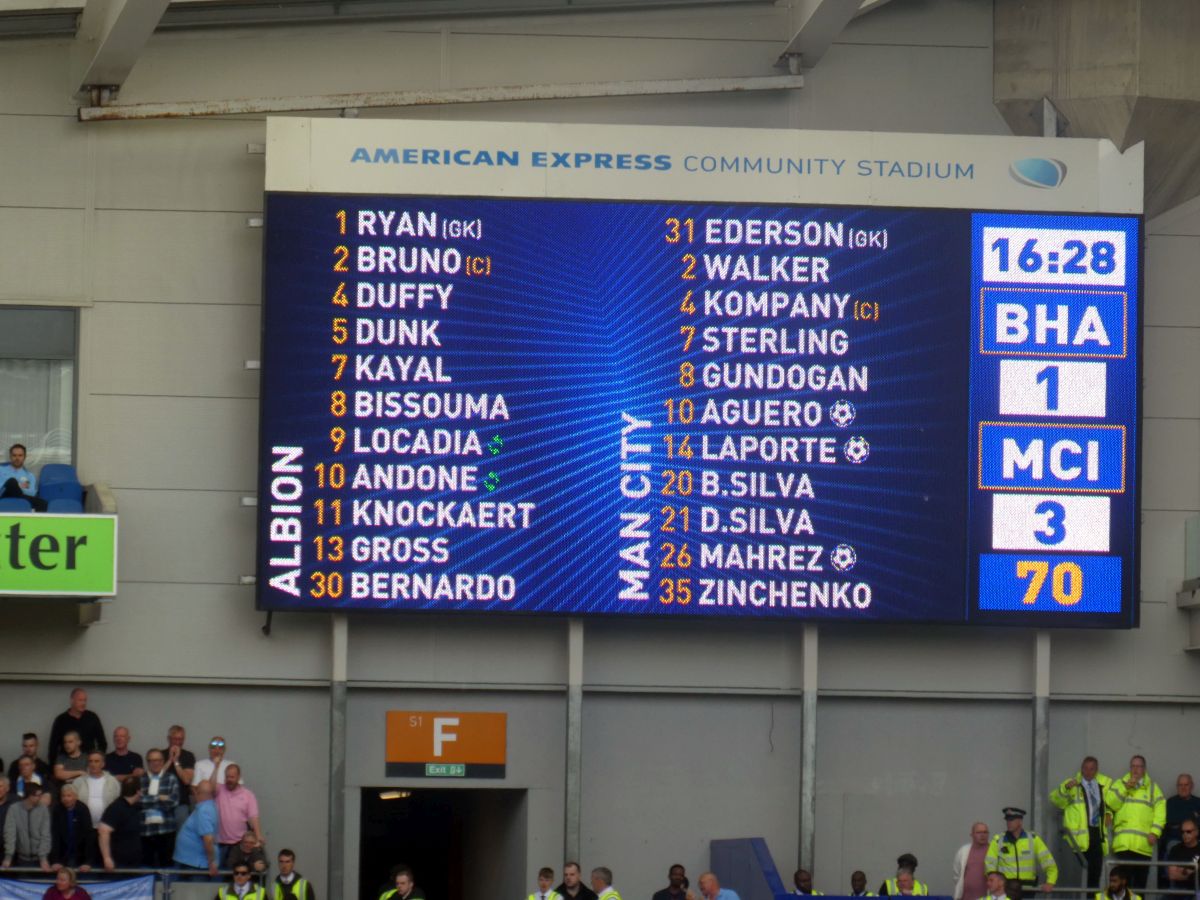 AMERICAN EXPRESS COMMUNITY STADIUM
ALBION
1 RYAN (GK)
2 BRUNO (C)
4 DUFFY
5 DUNK
7 KAYAL
8 BISSOUMA
9 LOCADIA
10 ANDONE
11 KNOCKAERT
13 GROSS
30 BERNARDO
MAN CITY
31 EDERSON (GK)
2 WALKER
4 KOMPANY (C)
7 STERLING
8 GUNDOGAN
10 AGUERO
14 LAPORTE
20 B.SILVA
21 D.SILVA
26 MAHREZ
35 ZINCHENKO
16:28
BHA
1
MCI
3
70
tter
S1 F
Exit